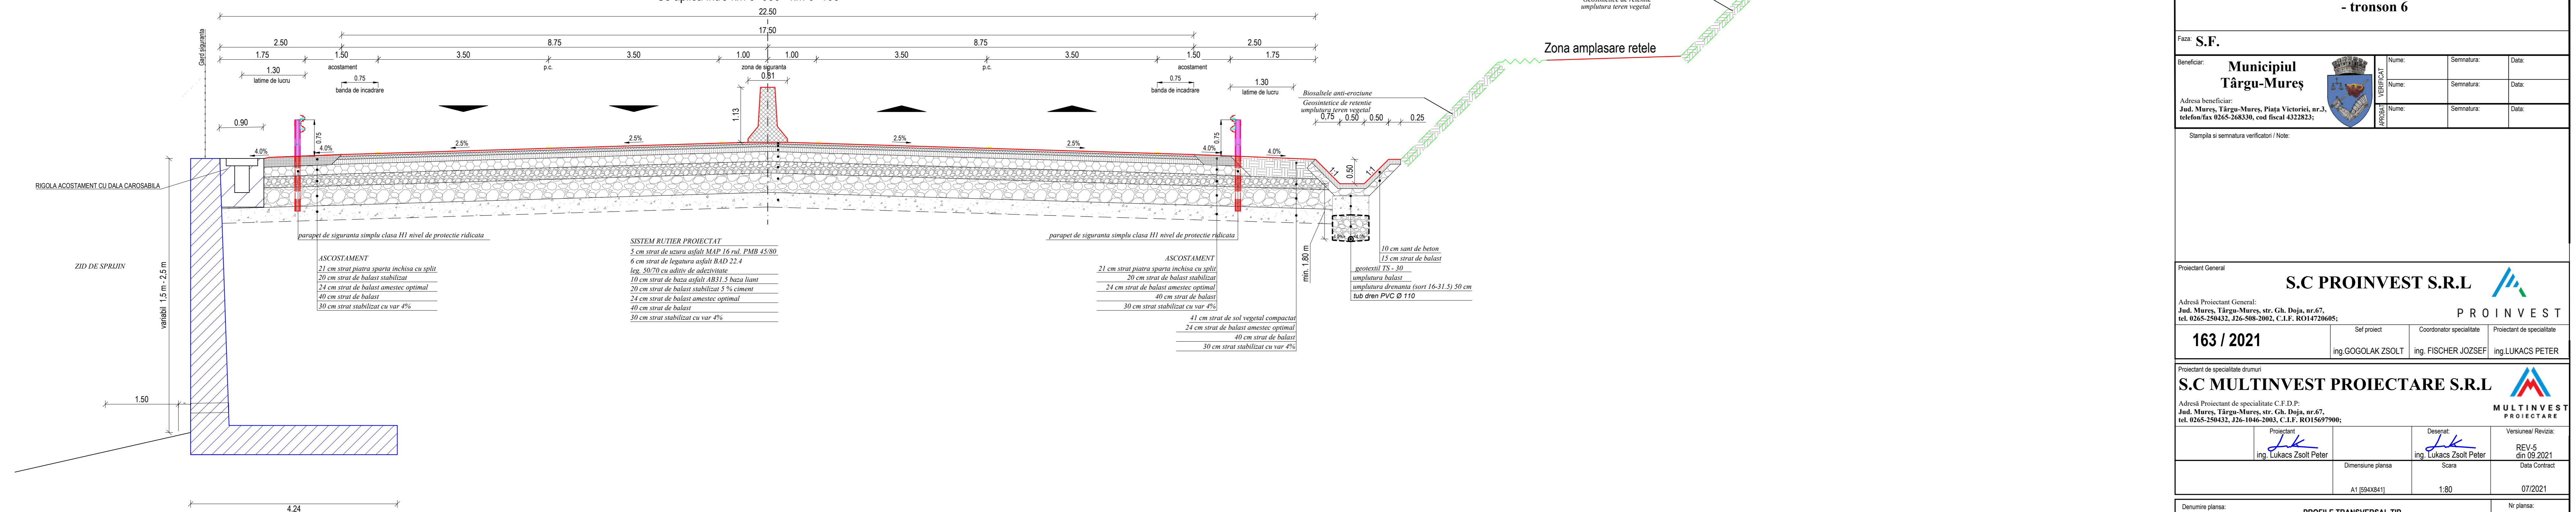 22.50
17.50
2.50
8.75
8.75
2.50
1.75
1.50
3.50
3.50
1.00
1.00
3.50
3.50
1.50
1.75
acostament
p.c.
zona de siguranta
p.c.
acostament
Gard siguranta
1.30
latime de lucru
0.75
banda de incadrare
0.81
0.75
banda de incadrare
1.30
latime de lucru
Geosintetice de retentie
umplutura teren vegetal
Zona amplasare retele
Biosaltele anti-eroziune
Geosintetice de retentie
umplutura teren vegetal
0.75
0.50
0.50
0.25
0.90
0.75
1.13
0.75
4.0%
4.0%
2.5%
2.5%
2.5%
2.5%
4.0%
4.0%
1:1
0.50
1:1
RIGOLA ACOSTAMENT CU DALA CAROSABILA
ZID DE SPRIJIN
variabil 1,5 m - 2,5 m
1.50
4.24
parapet de siguranta simplu clasa H1 nivel de protectie ridicata
ASCOSTAMENT
21 cm strat piatra sparta inchisa cu split
20 cm strat de balast stabilizat
24 cm strat de balast amestec optimal
40 cm strat de balast
30 cm strat stabilizat cu var 4%
SISTEM RUTIER PROIECTAT
5 cm strat de uzura asfalt MAP 16 rul. PMB 45/80
6 cm strat de legatura asfalt BAD 22.4
leg. 50/70 cu aditiv de adezivitate
10 cm strat de baza asfalt AB31.5 baza liant
20 cm strat de balast stabilizat 5 % ciment
24 cm strat de balast amestec optimal
40 cm strat de balast
30 cm strat stabilizat cu var 4%
parapet de siguranta simplu clasa H1 nivel de protectie ridicata
ASCOSTAMENT
21 cm strat piatra sparta inchisa cu split
20 cm strat de balast stabilizat
24 cm strat de balast amestec optimal
40 cm strat de balast
30 cm strat stabilizat cu var 4%
41 cm strat de sol vegetal compactat
24 cm strat de balast amestec optimal
40 cm strat de balast
30 cm strat stabilizat cu var 4%
min. 1.80 m
10 cm sant de beton
15 cm strat de balast
geotextil TS - 30
umplutura balast
umplutura drenanta (sort 16-31.5) 50 cm
tub dren PVC Ø 110
- tronson 6
Faza: S.F.
Beneficiar:
Municipiul
Târgu-Mureș
Adresa beneficiar:
Jud. Mureș, Târgu-Mureș, Piața Victoriei, nr.3,
telefon/fax 0265-268330, cod fiscal 4322823;
VERIFICAT
APROBAT
Nume: Semnatura: Data:
Nume: Semnatura: Data:
Nume: Semnatura: Data:
Stampila si semnatura verificatori / Note:
Proiectant General
S.C PROINVEST S.R.L
PROINVEST
Adresă Proiectant General:
Jud. Mureș, Târgu-Mureș, str. Gh. Doja, nr.67,
tel. 0265-250432, J26-508-2002, C.I.F. RO14720605;
163 / 2021
Sef proiect
Coordonator specialitate
Proiectant de specialitate
ing.GOGOLAK ZSOLT
ing. FISCHER JOZSEF
ing.LUKACS PETER
Proiectant de specialitate drumuri
S.C MULTINVEST PROIECTARE S.R.L
MULTINVEST
PROIECTARE
Adresă Proiectant de specialitate C.F.D.P:
Jud. Mureș, Târgu-Mureș, str. Gh. Doja, nr.67,
tel. 0265-250432, J26-1046-2003, C.I.F. RO15697900;
Proiectant
ing. Lukacs Zsolt Peter
Desenat:
ing. Lukacs Zsolt Peter
Versiunea/ Revizia:
REV-5
din 09.2021
Dimensiune plansa
Scara
Data Contract
A1 [594X841]
1:80
07/2021
Denumire plansa:
PROFILE TRANSVERSAL TIP
Nr plansa: